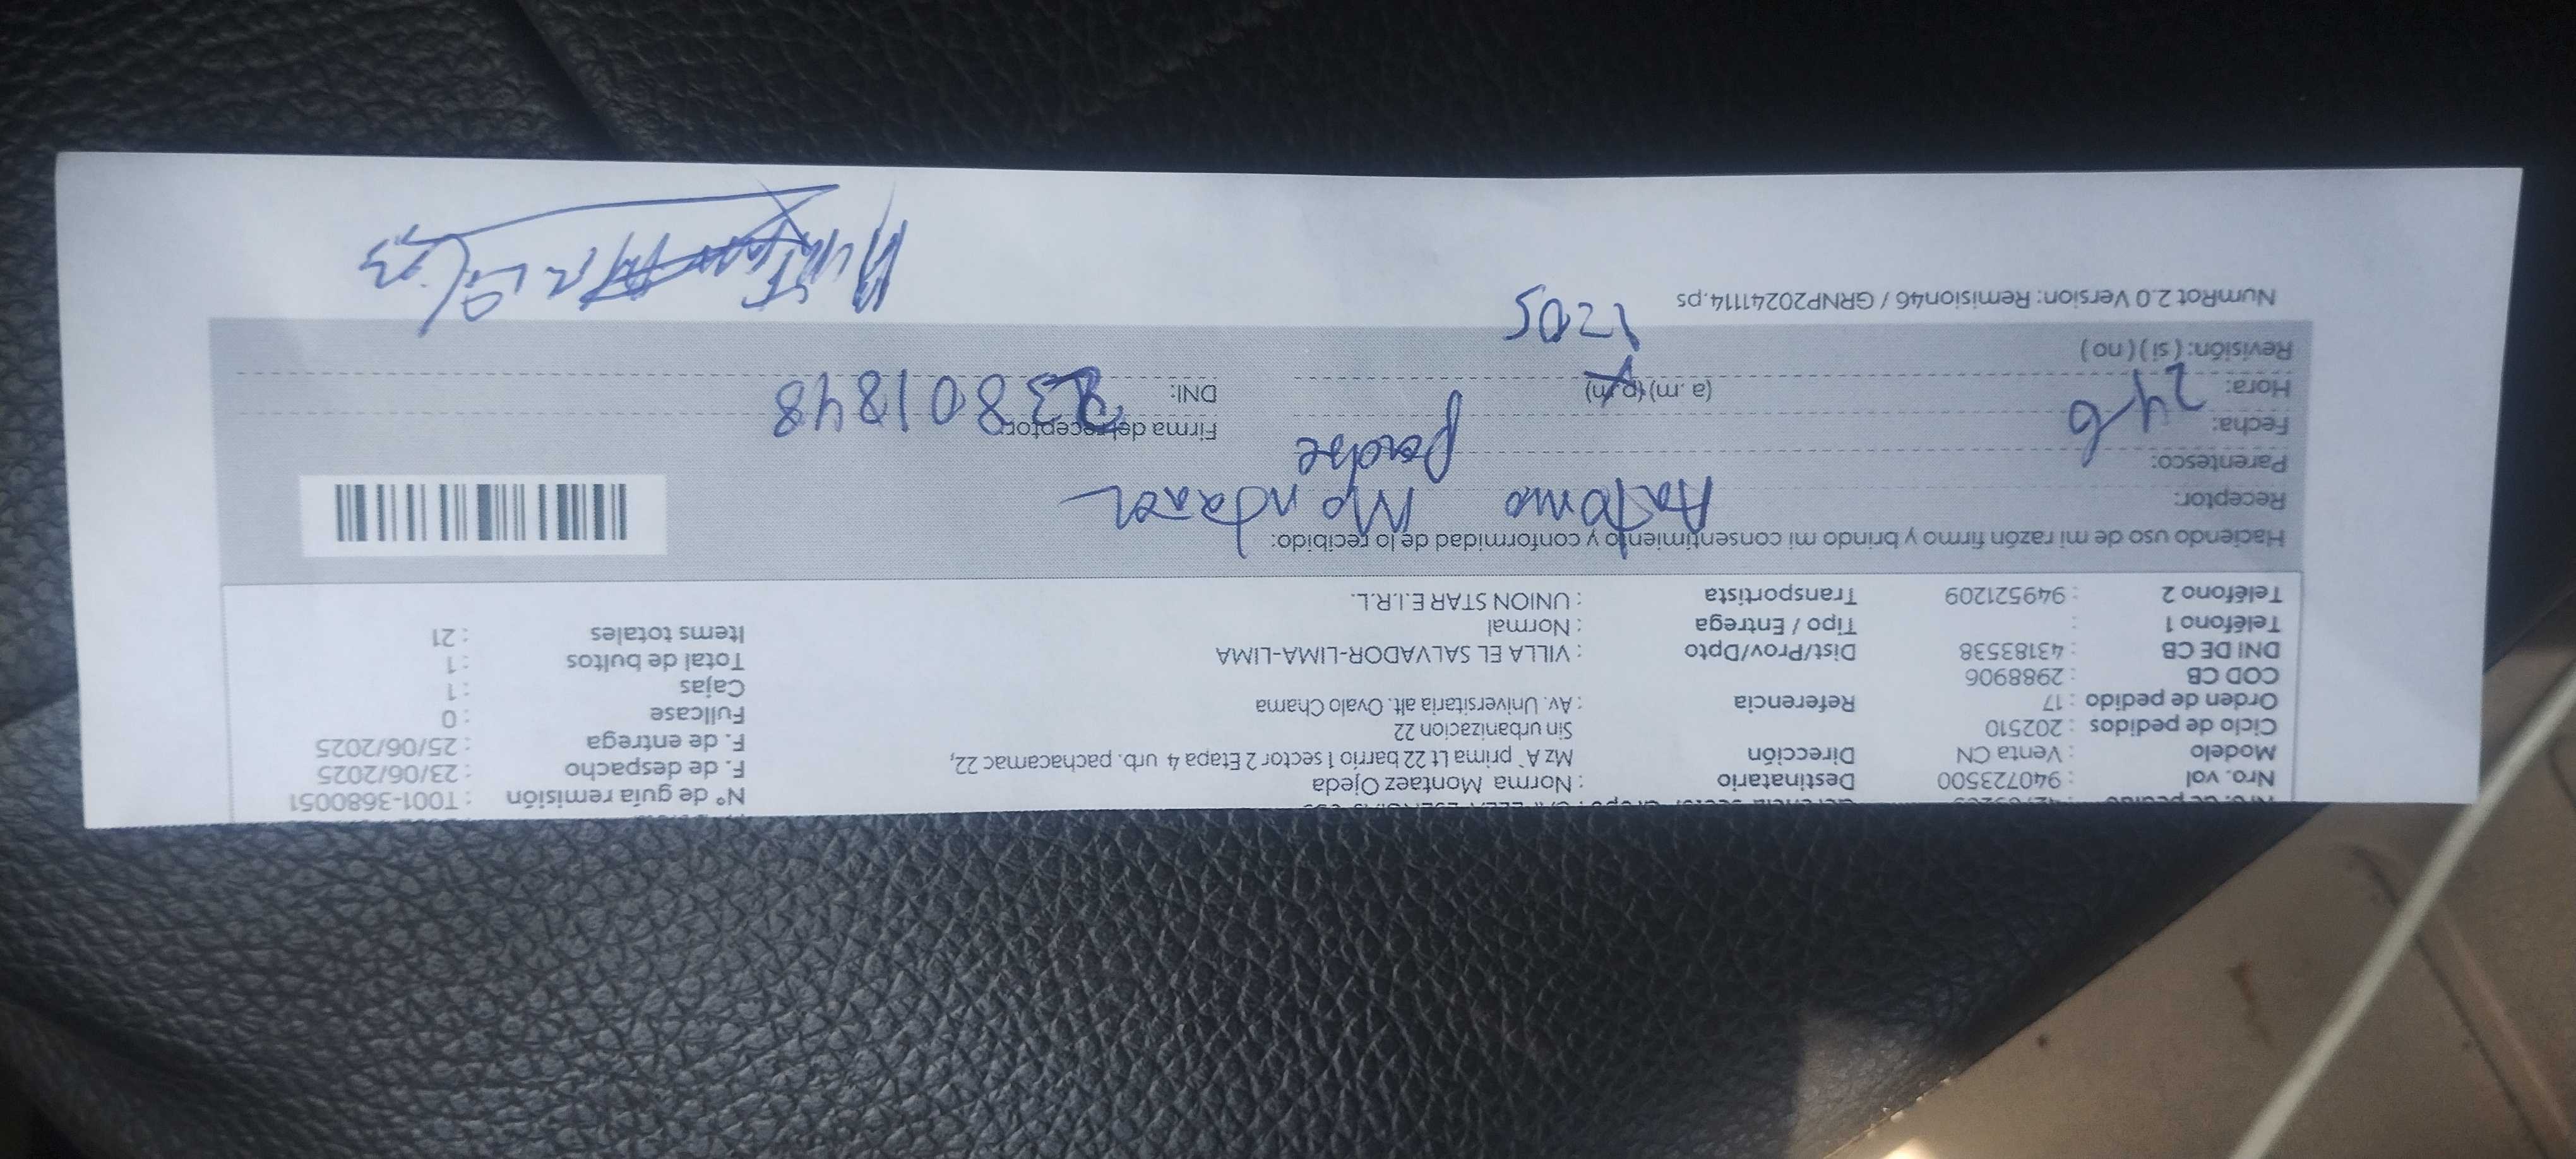 Nº de guía remisión : T001-3680051
Nro. vol : 940723500 Destinatario : Norma Montaez Ojeda F. de despacho : 23/06/2025
Modelo : Venta CN Dirección : Mz A` prima Lt 22 barrio 1 sector 2 Etapa 4 urb. pachacamac 22, F. de entrega : 25/06/2025
Ciclo de pedidos : 202510 Sin urbanizacion 22 Fullcase : 0
Orden de pedido : 17 Referencia : Av. Universitaria alt. Ovalo Chama Cajas : 1
COD CB : 2988906 Total de bultos : 1
DNI DE CB : 43183538 Dist/Prov/Dpto : VILLA EL SALVADOR-LIMA-LIMA Items totales : 21
Teléfono 1 : Tipo / Entrega : Normal
Teléfono 2 : 949521209 Transportista : UNION STAR E.I.R.L.
Haciendo uso de mi razón firmo y brindo mi consentimiento y conformidad de lo recibido:
Receptor: Antonio
Parentesco: padre
Fecha: 24 6 Firma del receptor:
Hora: (a. m) (p.m) DNI: 23801848
1205
Revisión: ( si ) ( no )
NumRot 2.0 Version: Remision46 / GRNP20241114.ps